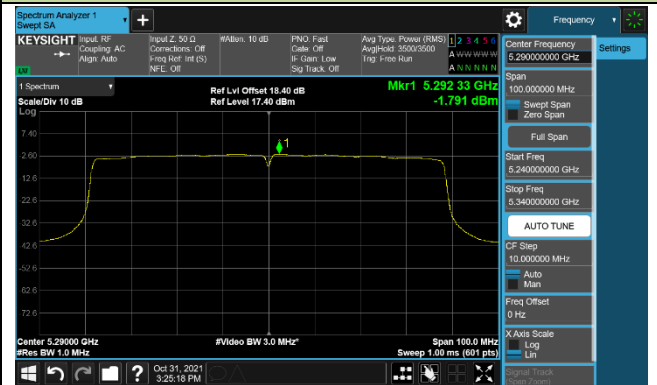 Spectrum Analyzer 1
Swept SA
Frequency
KEYSIGHT
Input: RF
Coupling: AC
Align: Auto
Input Z: 50 Ω
Corrections: Off
Freq Ref: Int (S)
NFE: Off
#Atten: 10 dB
PNO: Fast
Gate: Off
IF Gain: Low
Sig Track: Off
Avg Type: Power (RMS)
Avg|Hold: 3500/3500
Trig: Free Run
1 2 3 4 5 6
A W W W W W
A N N N N N
LXI
1 Spectrum
Scale/Div 10 dB
Log
Ref Lvl Offset 18.40 dB
Ref Level 17.40 dBm
Mkr1 5.292 33 GHz
-1.791 dBm
7.40
-2.60
-12.6
-22.6
-32.6
-42.6
-52.6
-62.6
-72.6
1
Center 5.29000 GHz
#Res BW 1.0 MHz
#Video BW 3.0 MHz*
Span 100.0 MHz
Sweep 1.00 ms (601 pts)
Oct 31, 2021
3:25:18 PM
Center Frequency
5.290000000 GHz
Span
100.000000 MHz
Swept Span
Zero Span
Full Span
Start Freq
5.240000000 GHz
Stop Freq
5.340000000 GHz
AUTO TUNE
CF Step
10.000000 MHz
Auto
Man
Freq Offset
0 Hz
X Axis Scale
Log
Lin
Signal Track
(Span Zoom)
Settings